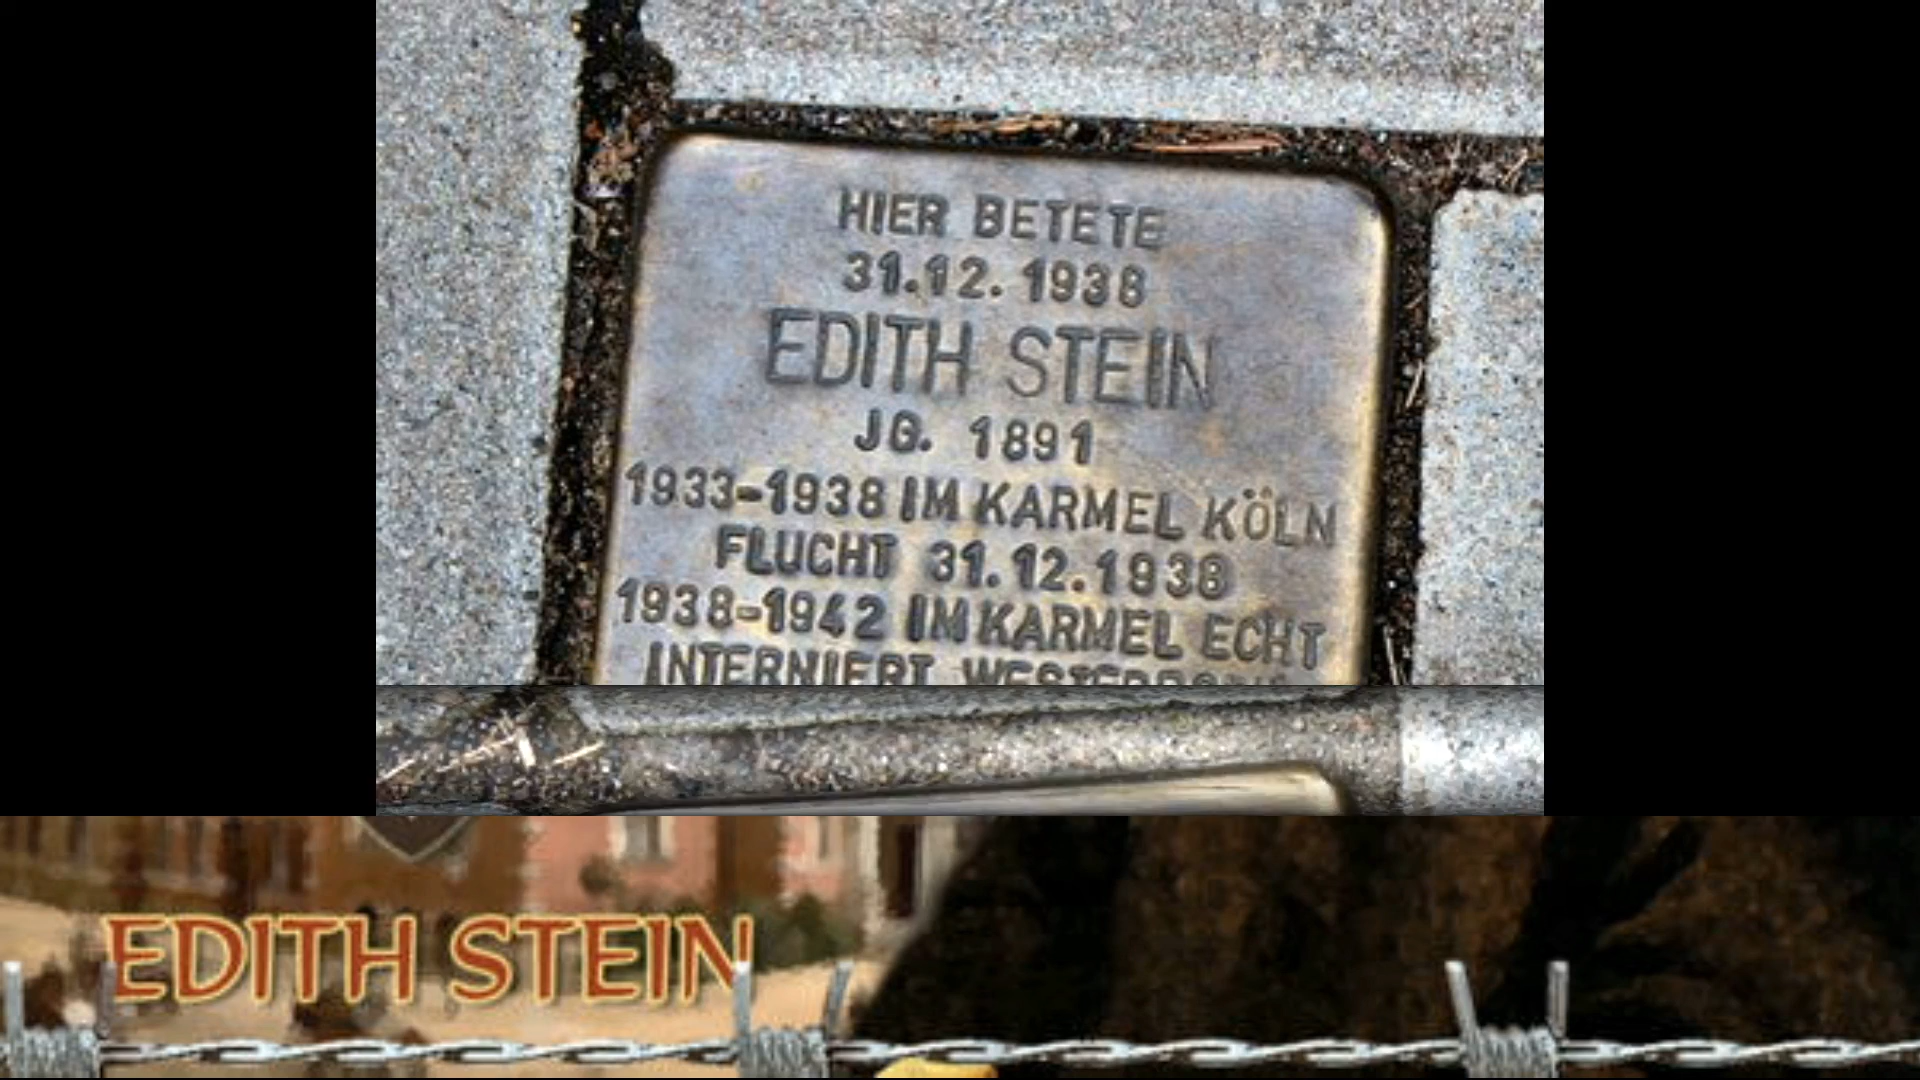 HIER BETETE
31.12.1938
EDITH STEIN
JG. 1891
1933-1938 IM KARMEL KÖLN
FLUCHT 31.12.1938
1938-1942 IM KARMEL ECHT
INTERNIERT
EDITH STEIN